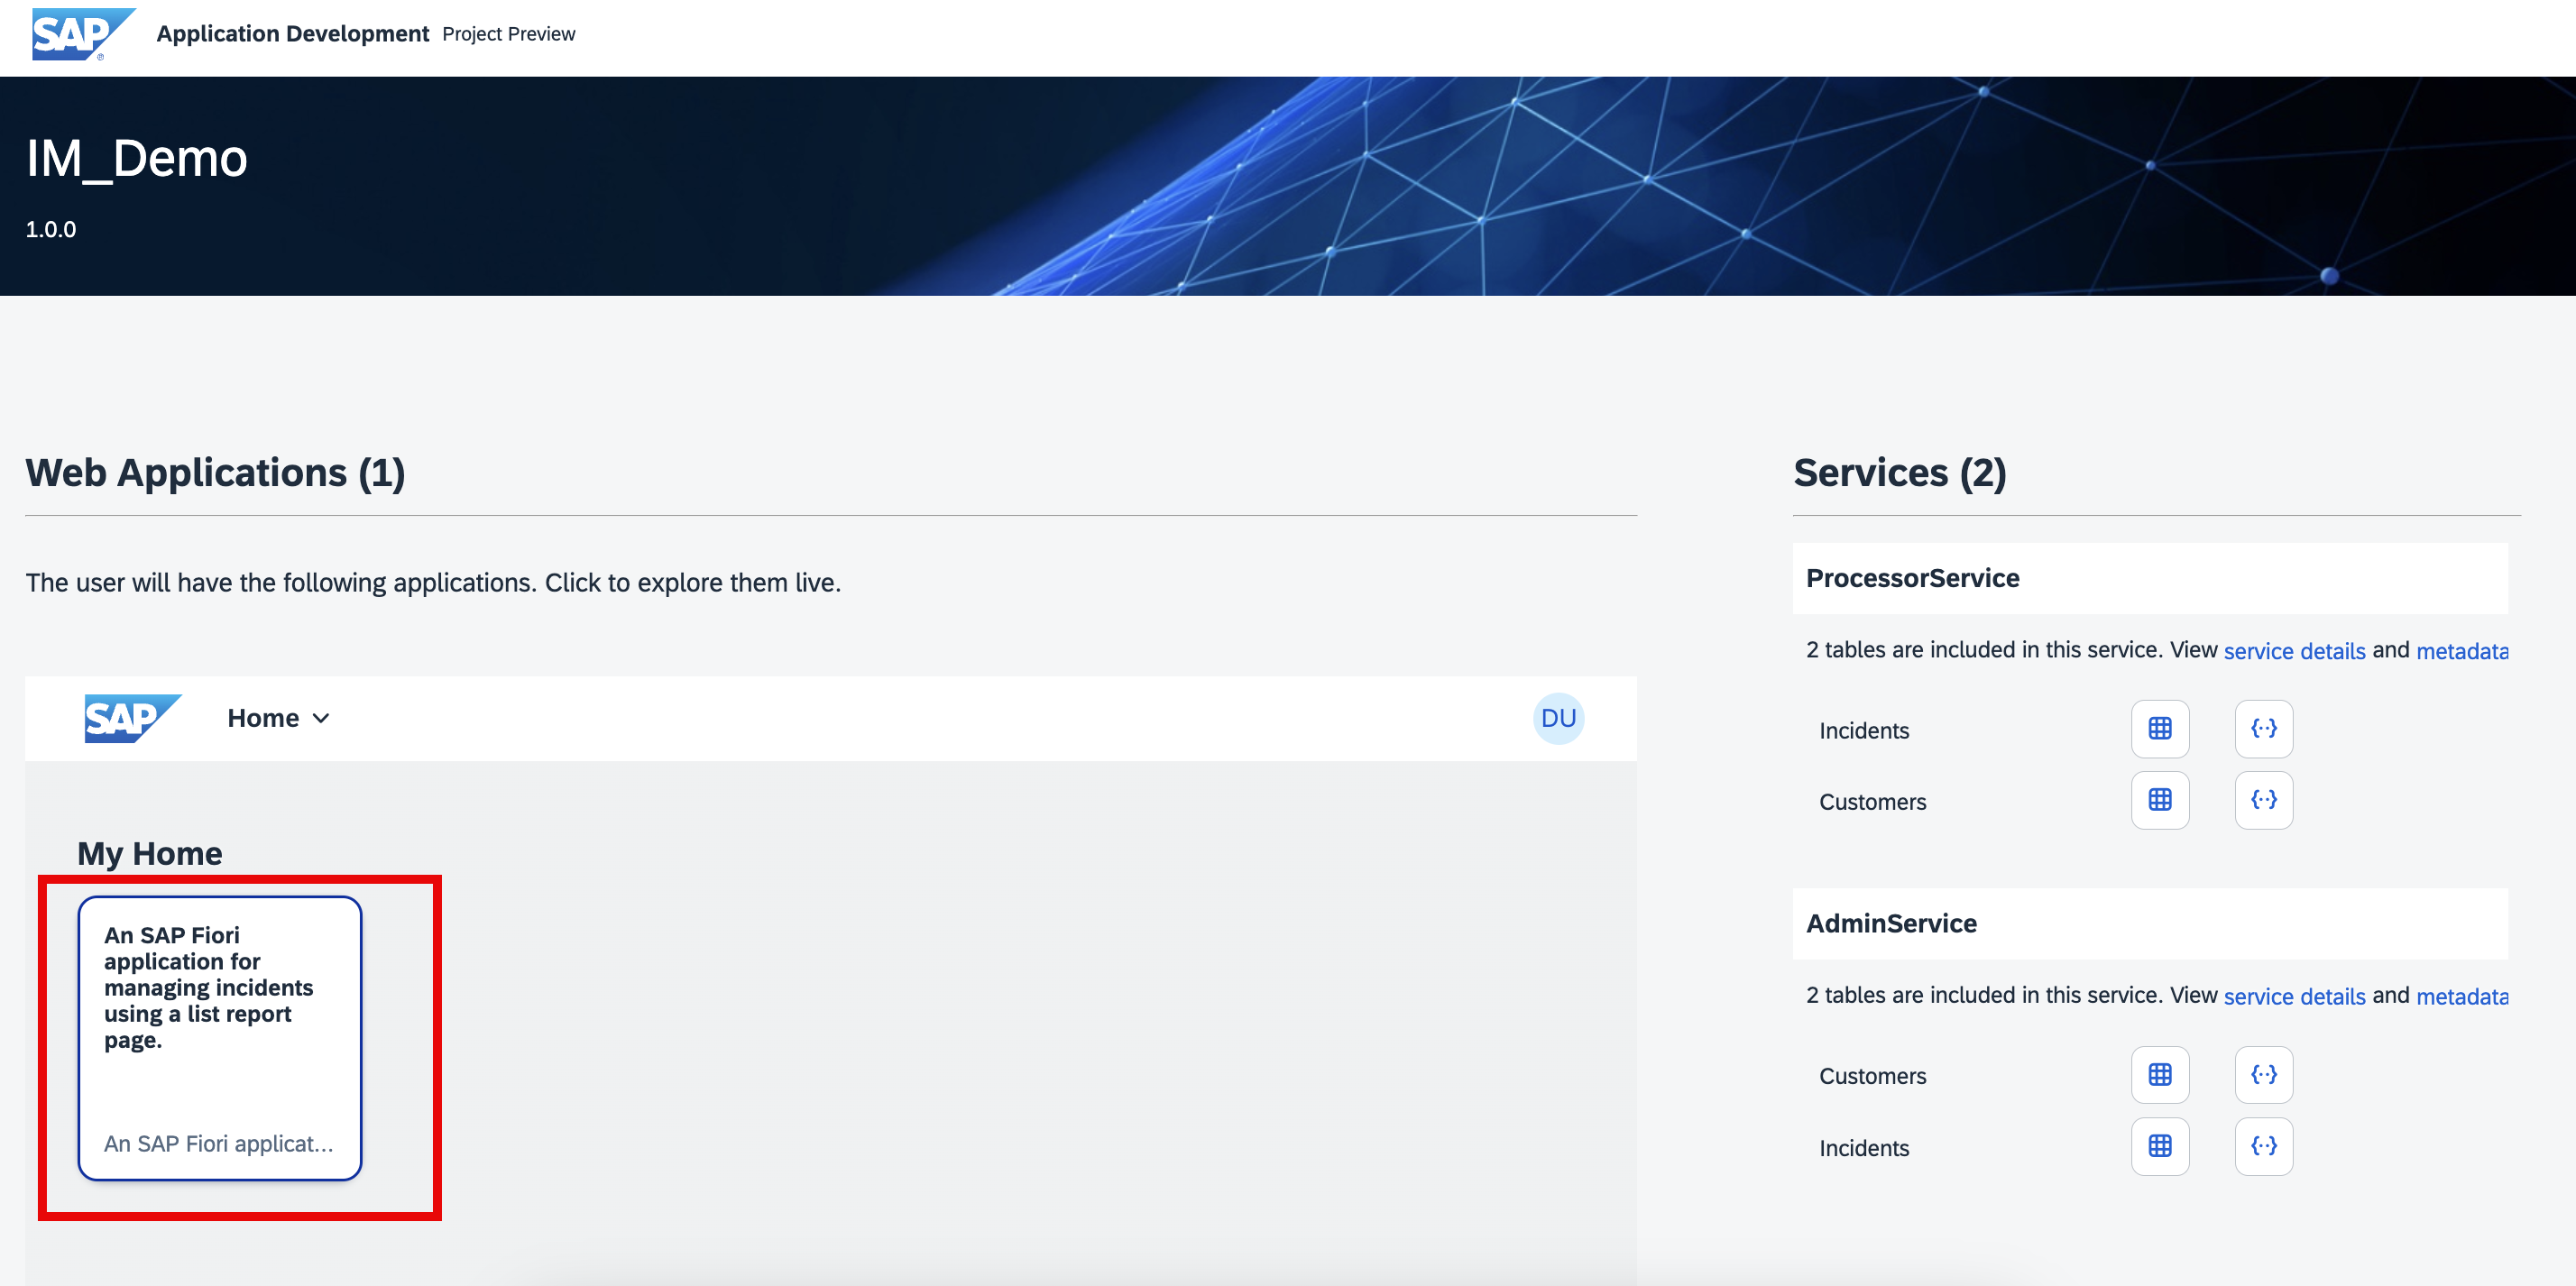 SAP Application Development Project Preview
IM_Demo
1.0.0
Web Applications (1)
The user will have the following applications. Click to explore them live.
SAP Home
DU
My Home
An SAP Fiori
application for
managing incidents
using a list report
page.
An SAP Fiori applicat...
Services (2)
ProcessorService
2 tables are included in this service. View service details and metadata
Incidents
Customers
AdminService
2 tables are included in this service. View service details and metadata
Customers
Incidents